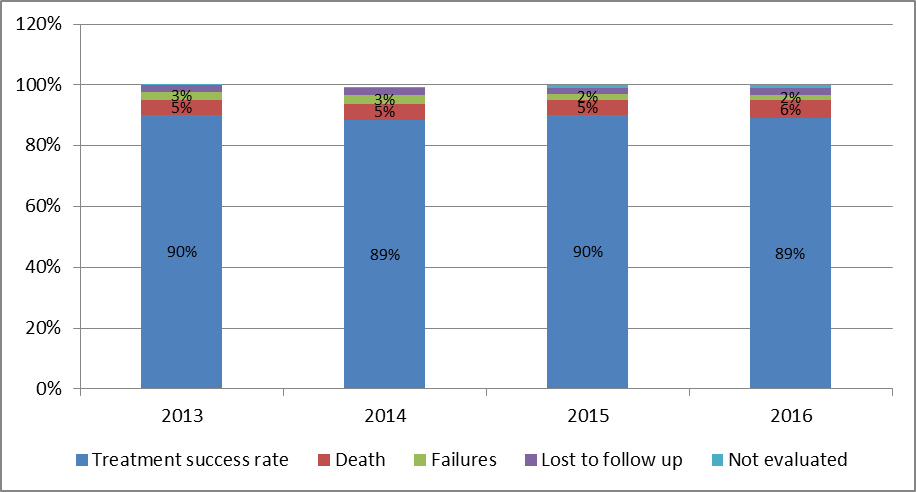 120%
100%
80%
60%
40%
20%
0%
3% 3% 2% 2%
5% 5% 5% 6%
90% 89% 90% 89%
2013 2014 2015 2016
Treatment success rate Death Failures Lost to follow up Not evaluated